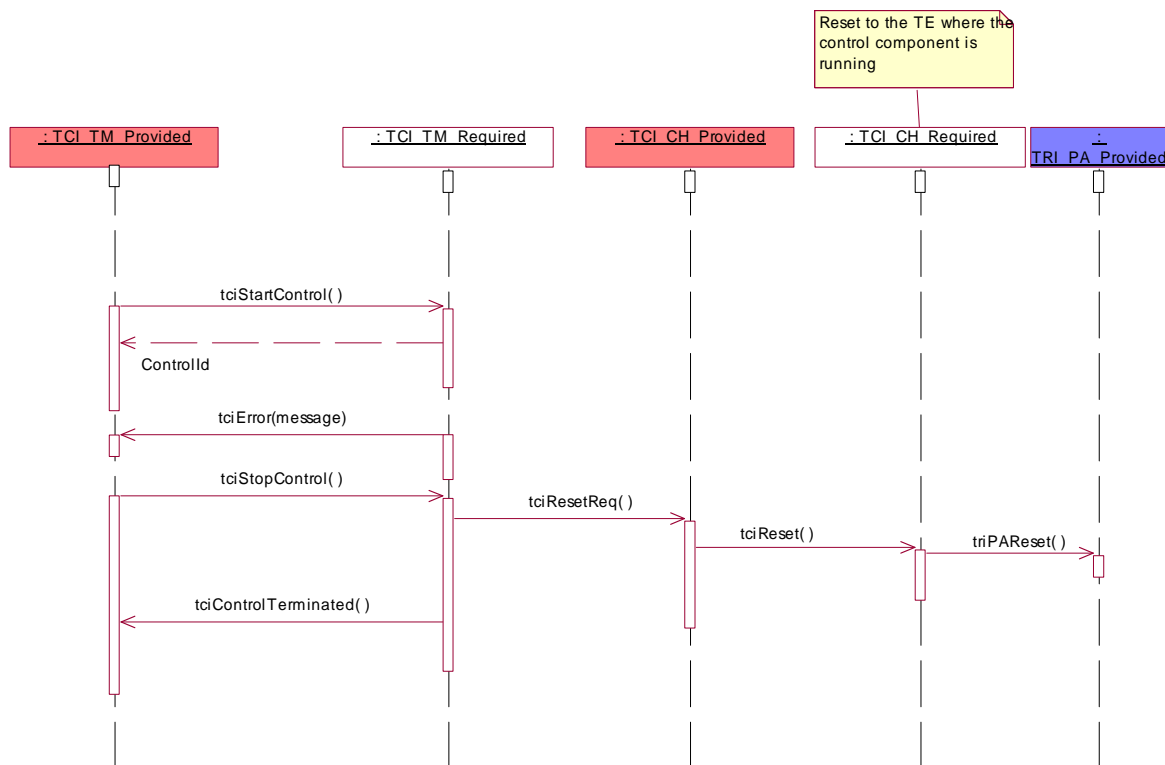 Reset to the TE where the
control component is
running
: TCI_TM_Provided
: TCI_TM_Required
: TCI_CH_Provided
: TCI_CH_Required
:
TRI_PA_Provided
tciStartControl( )
ControlId
tciError(message)
tciStopControl( )
tciResetReq( )
tciReset( )
triPAReset( )
tciControlTerminated( )